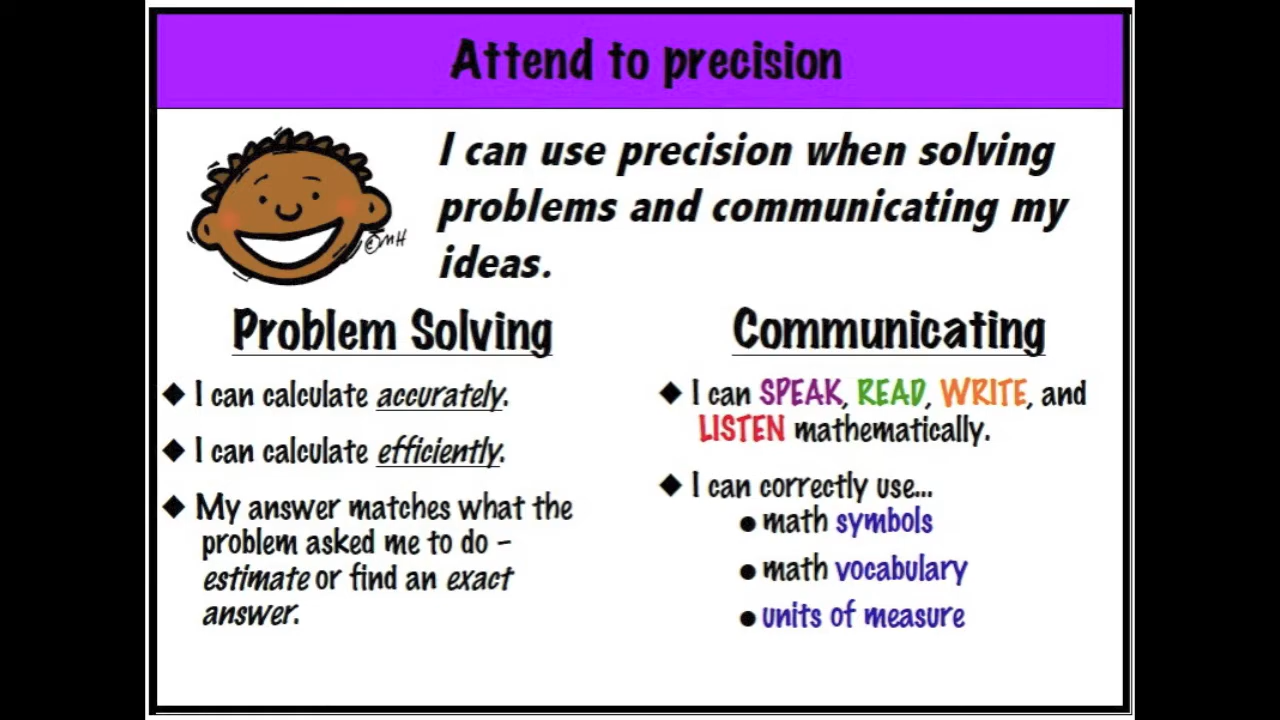 Attend to precision
I can use precision when solving
problems and communicating my
ideas.
©MH
Problem Solving
◆ I can calculate accurately.
◆ I can calculate efficiently.
◆ My answer matches what the
problem asked me to do –
estimate or find an exact
answer.
Communicating
◆ I can SPEAK, READ, WRITE, and
LISTEN mathematically.
◆ I can correctly use...
● math symbols
● math vocabulary
● units of measure